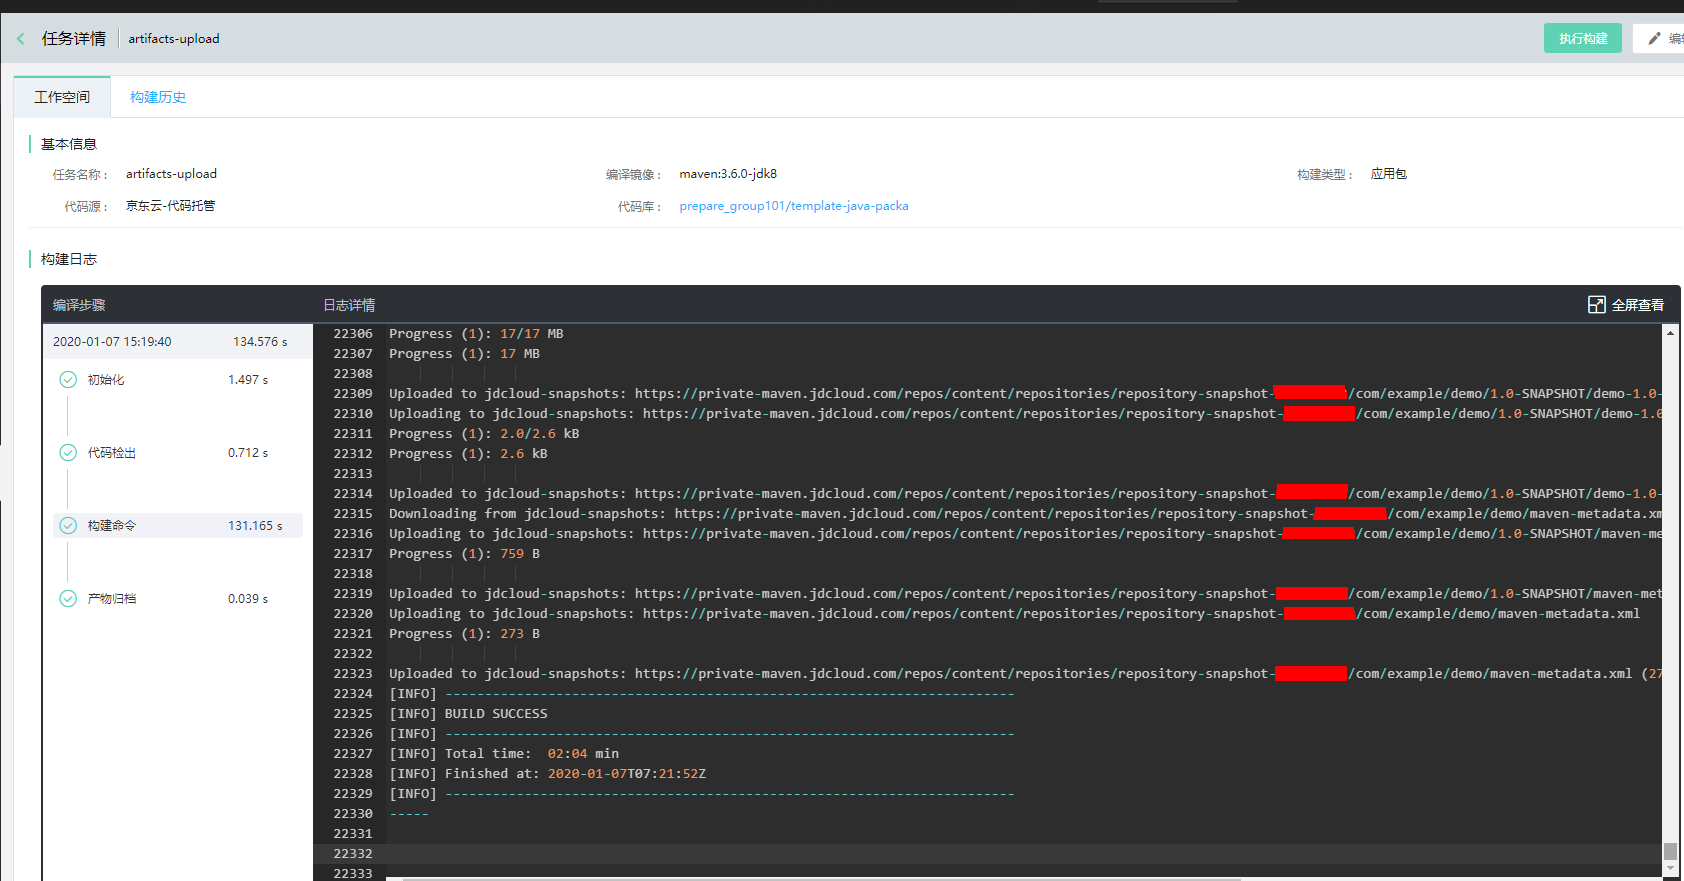 任务详情 artifacts-upload 执行构建 编辑
工作空间 构建历史
基本信息
任务名称： artifacts-upload 编译镜像： maven:3.6.0-jdk8 构建类型： 应用包
代码源： 京东云-代码托管 代码库： prepare_group101/template-java-packa
构建日志
编译步骤 日志详情 全屏查看
2020-01-07 15:19:40 134.576 s
初始化 1.497 s
代码检出 0.712 s
构建命令 131.165 s
产物归档 0.039 s
22306 Progress (1): 17/17 MB
22307 Progress (1): 17 MB
22308
22309 Uploaded to jdcloud-snapshots: https://private-maven.jdcloud.com/repos/content/repositories/repository-snapshot- /com/example/demo/1.0-SNAPSHOT/demo-1.0-
22310 Uploading to jdcloud-snapshots: https://private-maven.jdcloud.com/repos/content/repositories/repository-snapshot- /com/example/demo/1.0-SNAPSHOT/demo-1.0
22311 Progress (1): 2.0/2.6 kB
22312 Progress (1): 2.6 kB
22313
22314 Uploaded to jdcloud-snapshots: https://private-maven.jdcloud.com/repos/content/repositories/repository-snapshot- /com/example/demo/1.0-SNAPSHOT/demo-1.0-
22315 Downloading from jdcloud-snapshots: https://private-maven.jdcloud.com/repos/content/repositories/repository-snapshot- /com/example/demo/maven-metadata.xm
22316 Uploading to jdcloud-snapshots: https://private-maven.jdcloud.com/repos/content/repositories/repository-snapshot- /com/example/demo/1.0-SNAPSHOT/maven-me
22317 Progress (1): 759 B
22318
22319 Uploaded to jdcloud-snapshots: https://private-maven.jdcloud.com/repos/content/repositories/repository-snapshot- /com/example/demo/1.0-SNAPSHOT/maven-met
22320 Uploading to jdcloud-snapshots: https://private-maven.jdcloud.com/repos/content/repositories/repository-snapshot- /com/example/demo/maven-metadata.xml
22321 Progress (1): 273 B
22322
22323 Uploaded to jdcloud-snapshots: https://private-maven.jdcloud.com/repos/content/repositories/repository-snapshot- /com/example/demo/maven-metadata.xml (27
22324 [INFO] ------------------------------------------------------------------------
22325 [INFO] BUILD SUCCESS
22326 [INFO] ------------------------------------------------------------------------
22327 [INFO] Total time:  02:04 min
22328 [INFO] Finished at: 2020-01-07T07:21:52Z
22329 [INFO] ------------------------------------------------------------------------
22330 -----
22331
22332
22333